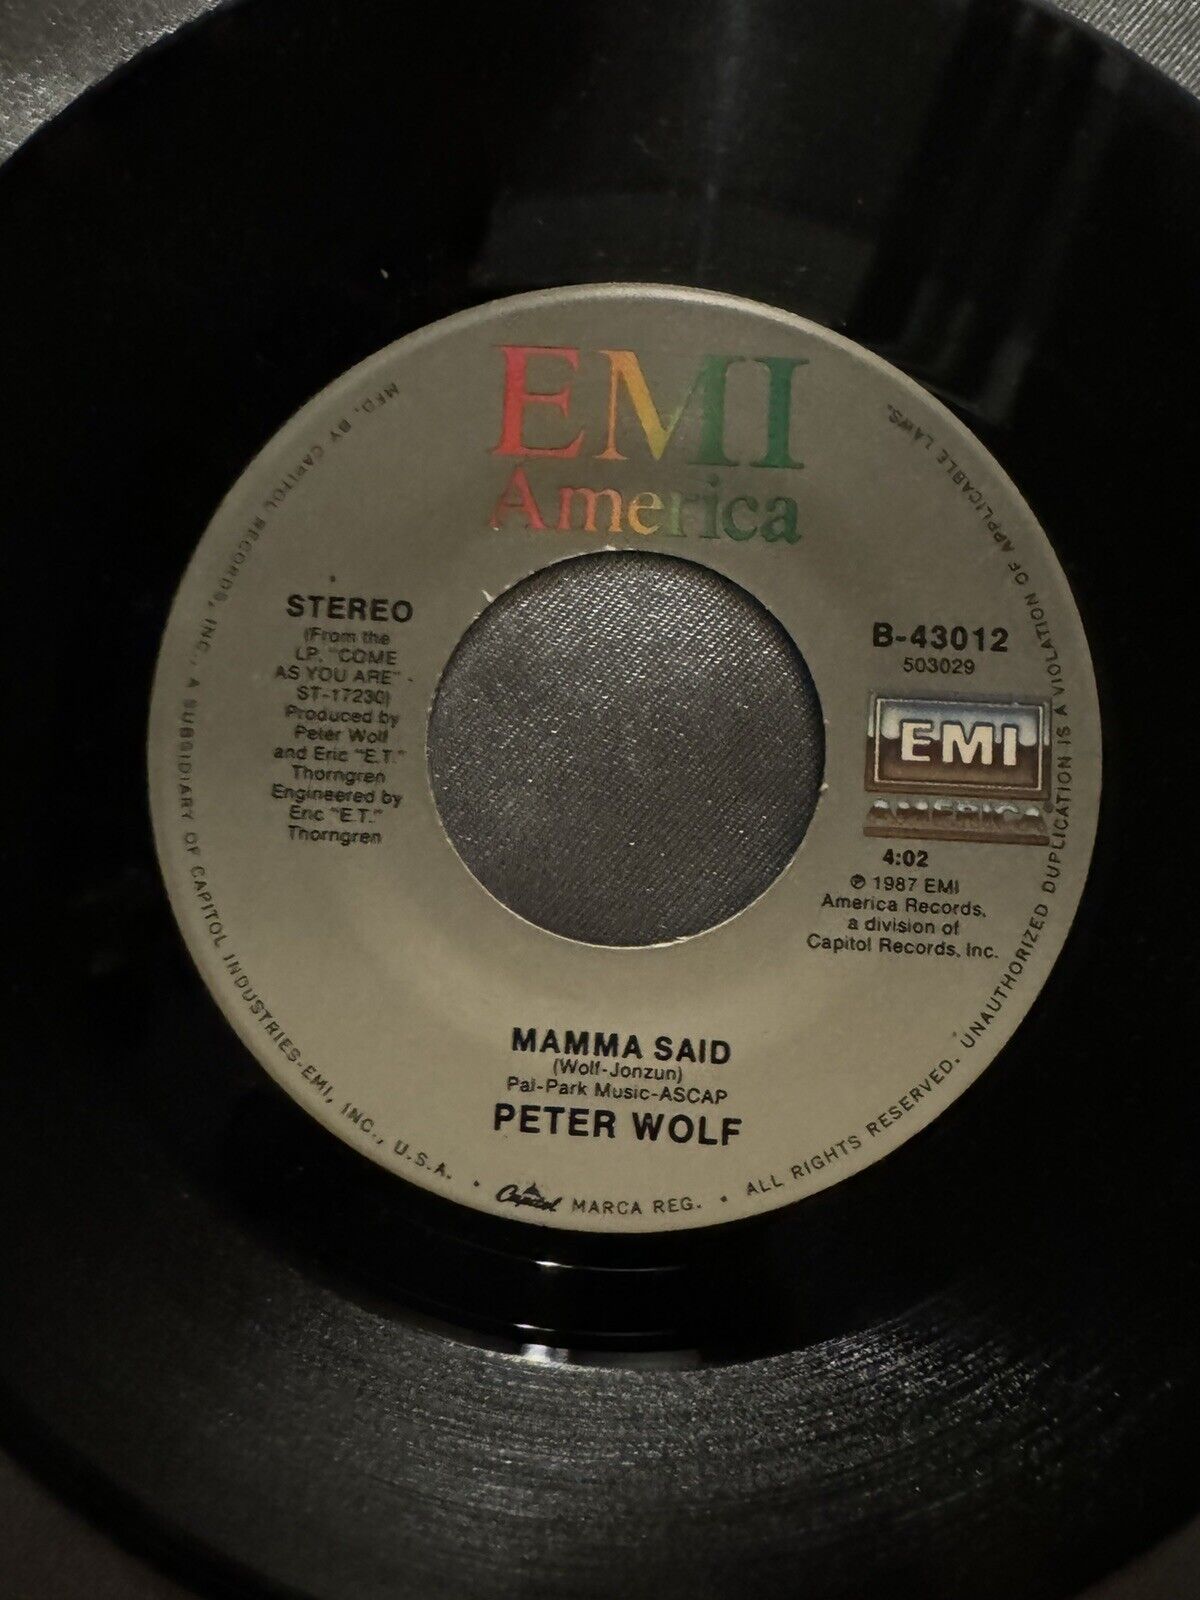 EMI
America
STEREO
(From the
LP, "COME
AS YOU ARE" -
ST-17230)
Produced by
Peter Wolf
and Eric "E.T."
Thorngren
Engineered by
Eric "E.T."
Thorngren
B-43012
503029
EMI
AMERICA
4:02
℗ 1987 EMI
America Records,
a division of
Capitol Records, Inc.
MAMMA SAID
(Wolf-Jonzun)
Pal-Park Music-ASCAP
PETER WOLF
MFD. BY CAPITOL RECORDS, INC., A SUBSIDIARY OF CAPITOL INDUSTRIES-EMI, INC., U.S.A. • Capitol MARCA REG. • ALL RIGHTS RESERVED. UNAUTHORIZED DUPLICATION IS A VIOLATION OF APPLICABLE LAWS.